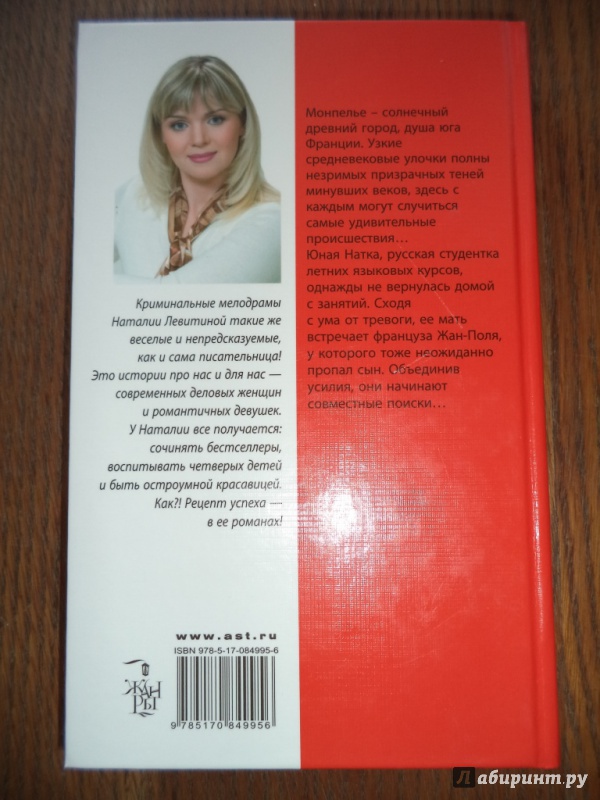 Криминальные мелодрамы
Наталии Левитиной такие же
веселые и непредсказуемые,
как и сама писательница!
Это истории про нас и для нас —
современных деловых женщин
и романтичных девушек.
У Наталии все получается:
сочинять бестселлеры,
воспитывать четверых детей
и быть остроумной красавицей.
Как?! Рецепт успеха —
в ее романах!
Монпелье – солнечный
древний город, душа юга
Франции. Узкие
средневековые улочки полны
незримых призрачных теней
минувших веков, здесь с
каждым могут случиться
самые удивительные
происшествия…
Юная Натка, русская студентка
летних языковых курсов,
однажды не вернулась домой
с занятий. Сходя
с ума от тревоги, ее мать
встречает француза Жан-Поля,
у которого тоже неожиданно
пропал сын. Объединив
усилия, они начинают
совместные поиски…
www.ast.ru
ISBN 978-5-17-084995-6
ЖАН
РЫ
9 785170 849956
Лабиринт.ру